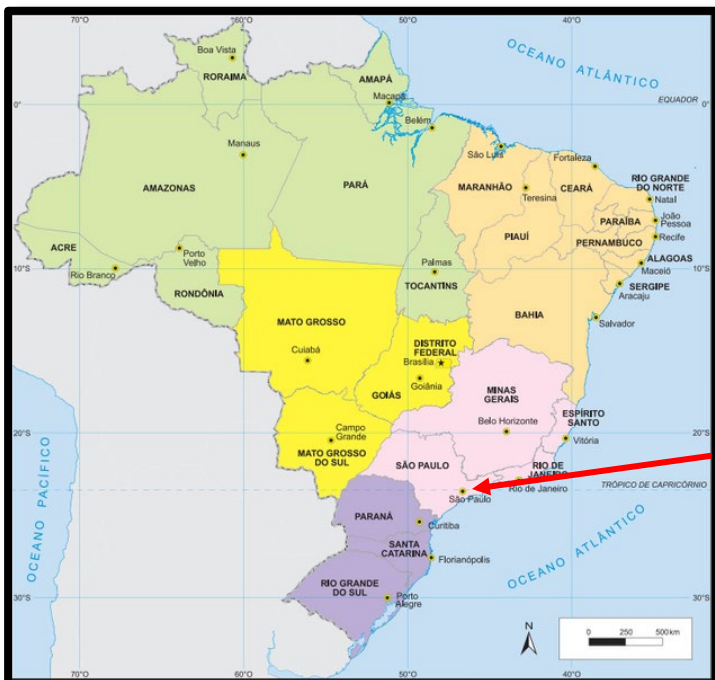 70°O
60°O
50°O
40°O
OCEANO ATLÂNTICO
Boa Vista
RORAIMA
AMAPÁ
Macapá
EQUADOR
0°
0°
Belém
São Luís
Manaus
Fortaleza
AMAZONAS
PARÁ
MARANHÃO
CEARÁ
RIO GRANDE
DO NORTE
Teresina
Natal
PARAÍBA
João
Pessoa
ACRE
PIAUÍ
PERNAMBUCO
Recife
Porto
Velho
Palmas
ALAGOAS
Maceió
Rio Branco
10°S
10°S
TOCANTINS
SERGIPE
Aracaju
RONDÔNIA
BAHIA
Salvador
MATO GROSSO
DISTRITO
FEDERAL
Cuiabá
Brasília
Goiânia
GOIÁS
MINAS
GERAIS
ESPÍRITO
SANTO
Campo
Grande
Belo Horizonte
20°S
20°S
Vitória
MATO GROSSO
DO SUL
SÃO PAULO
RIO DE
JANEIRO
São Paulo
Rio de Janeiro
TRÓPICO DE CAPRICÓRNIO
OCEANO PACÍFICO
PARANÁ
Curitiba
OCEANO ATLÂNTICO
SANTA
CATARINA
Florianópolis
RIO GRANDE
DO SUL
Porto
Alegre
30°S
30°S
N
0 250 500km
70°O
60°O
50°O
40°O